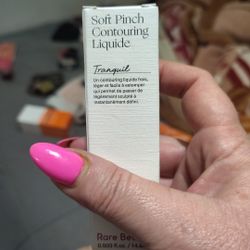 Soft Pinch
Contouring
Liquide
Tranquil
Un contouring liquide frais,
léger et facile à estomper
qui permet de passer de
légèrement sculpté à
instantanément défini.
Rare